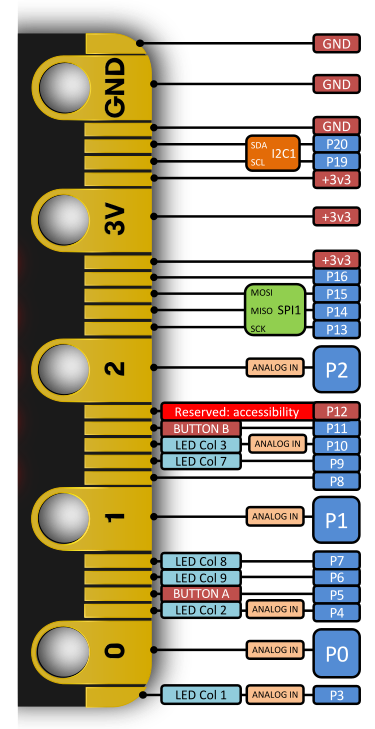 GND
GND
GND
GND
SDA I2C1 P20
SCL P19
+3v3
3V +3v3
+3v3
P16
MOSI P15
MISO SPI1 P14
SCK P13
2 ANALOG IN P2
Reserved: accessibility P12
BUTTON B P11
LED Col 3 ANALOG IN P10
LED Col 7 P9
P8
1 ANALOG IN P1
LED Col 8 P7
LED Col 9 P6
BUTTON A P5
LED Col 2 ANALOG IN P4
0 ANALOG IN P0
LED Col 1 ANALOG IN P3